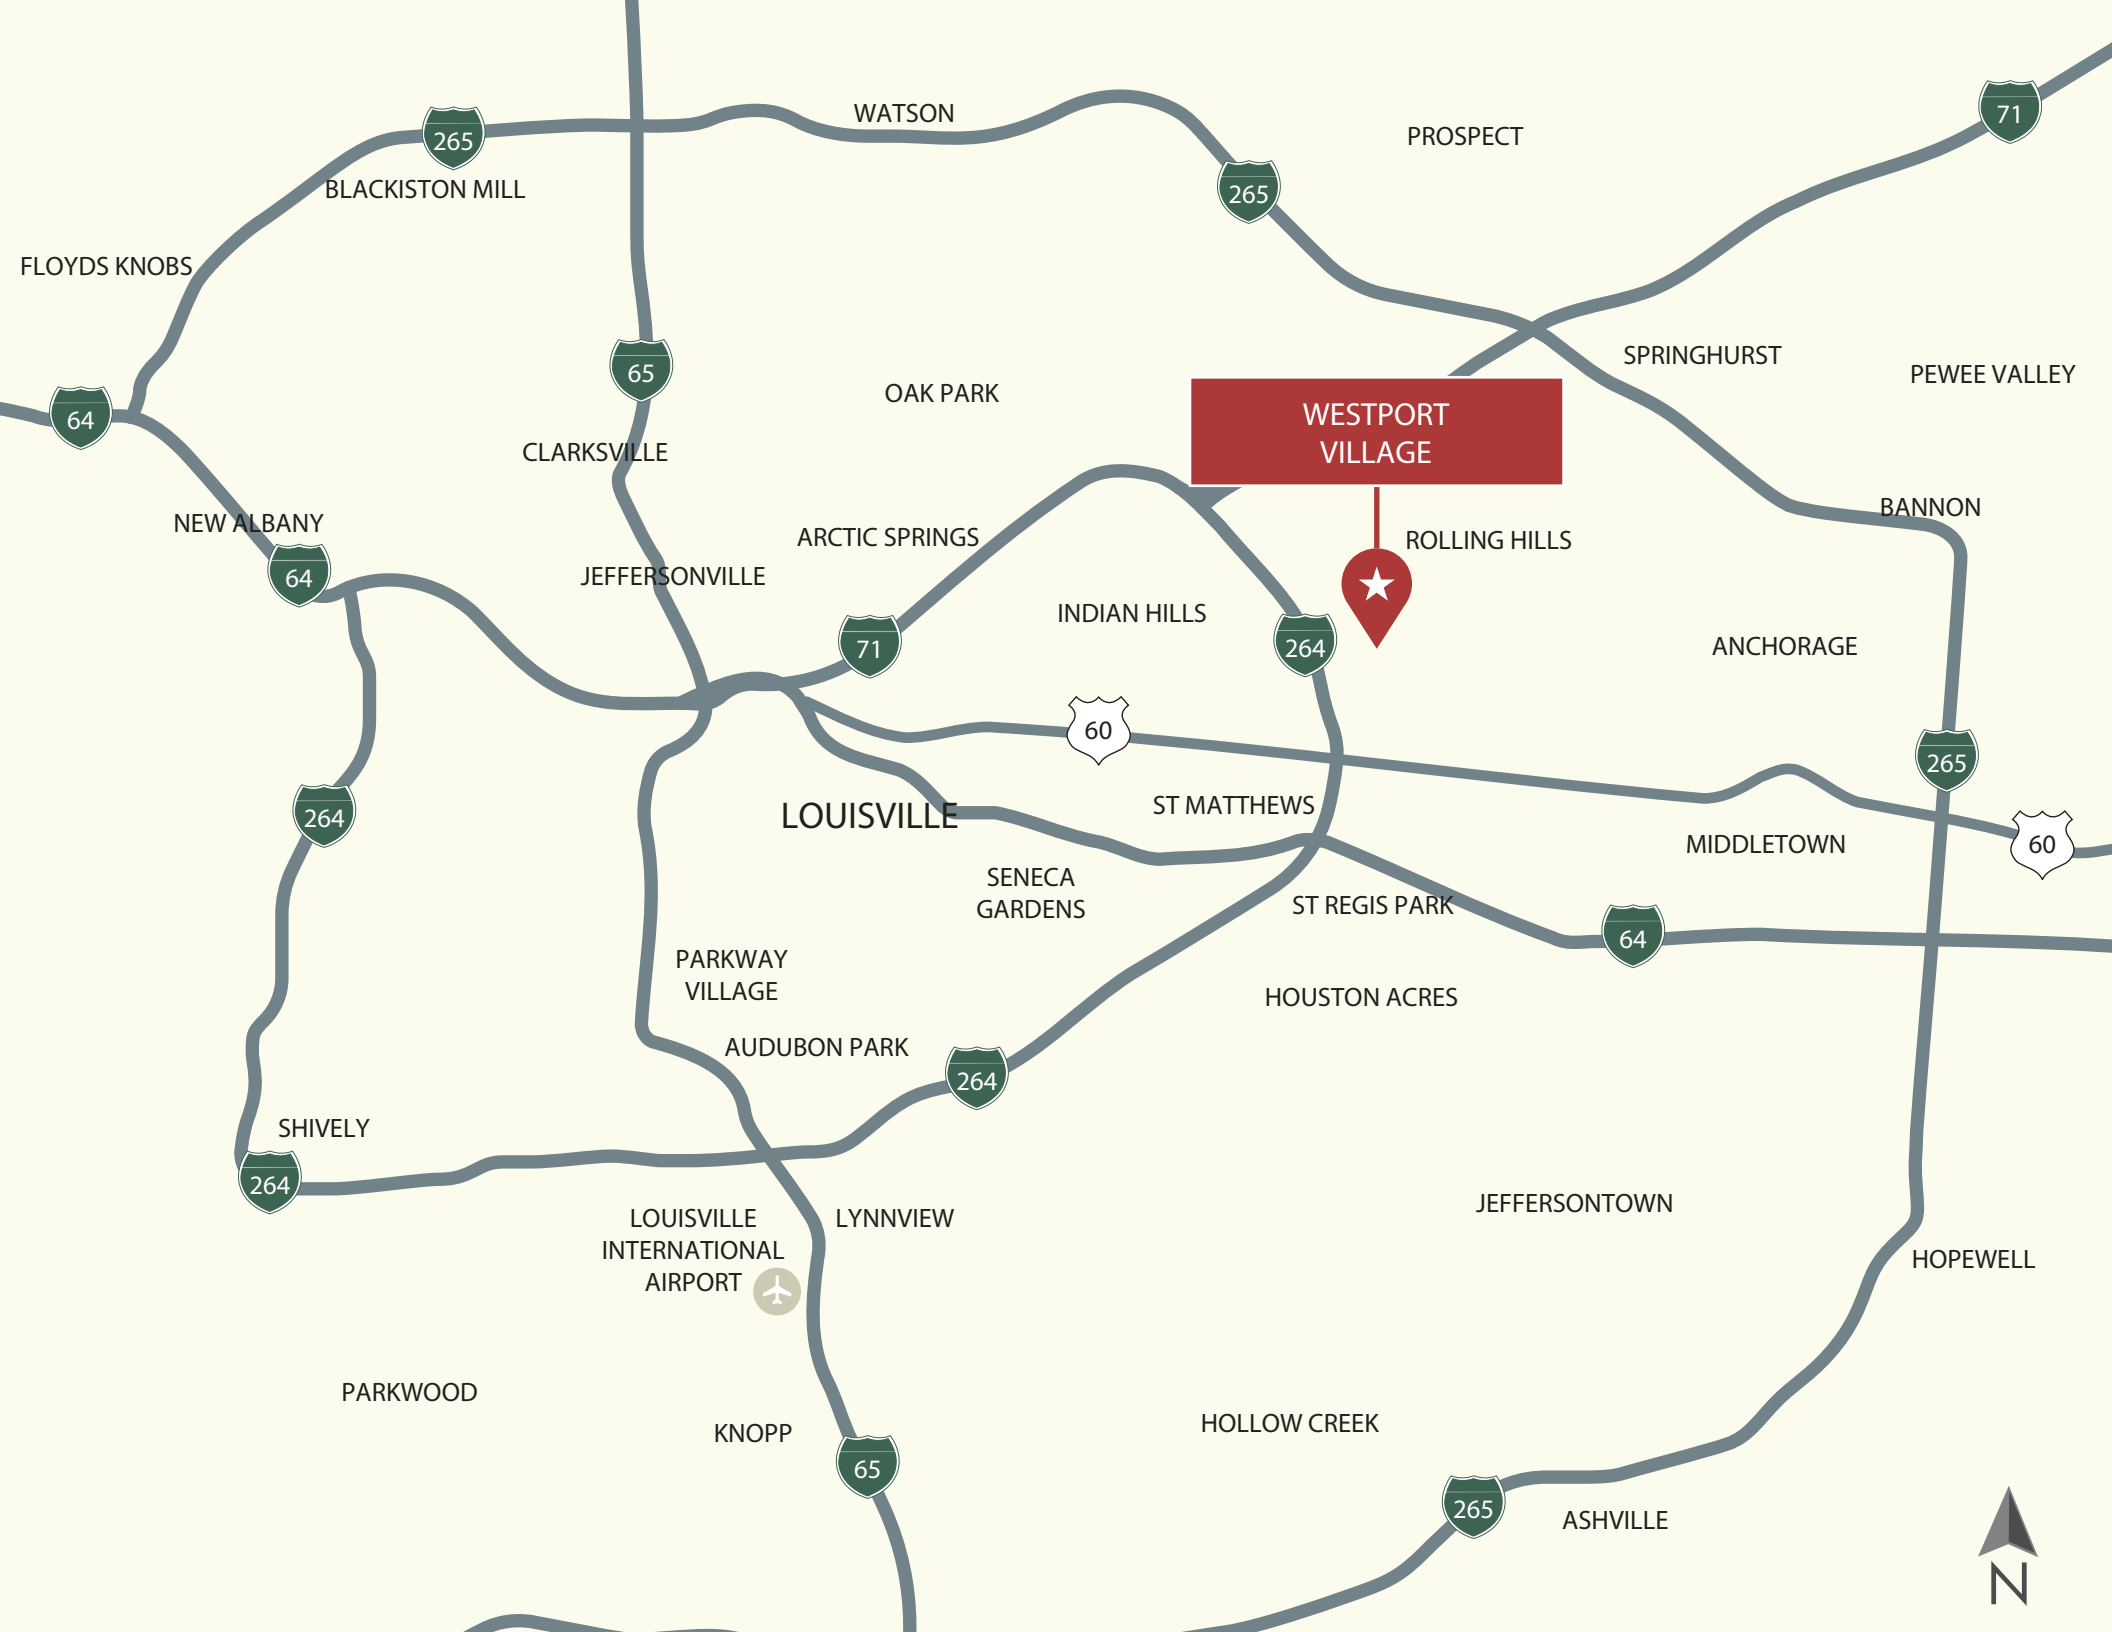 71
WATSON
265
PROSPECT
265
BLACKISTON MILL
265
FLOYDS KNOBS
SPRINGHURST
65
PEWEE VALLEY
OAK PARK
WESTPORT
VILLAGE
64
CLARKSVILLE
BANNON
NEW ALBANY
ARCTIC SPRINGS
ROLLING HILLS
64
JEFFERSONVILLE
INDIAN HILLS
71
264
ANCHORAGE
60
265
ST MATTHEWS
264
LOUISVILLE
MIDDLETOWN
60
SENECA
GARDENS
ST REGIS PARK
64
PARKWAY
VILLAGE
HOUSTON ACRES
AUDUBON PARK
264
SHIVELY
264
JEFFERSONTOWN
LOUISVILLE
INTERNATIONAL
AIRPORT
LYNNVIEW
HOPEWELL
PARKWOOD
HOLLOW CREEK
KNOPP
65
265
ASHVILLE
N